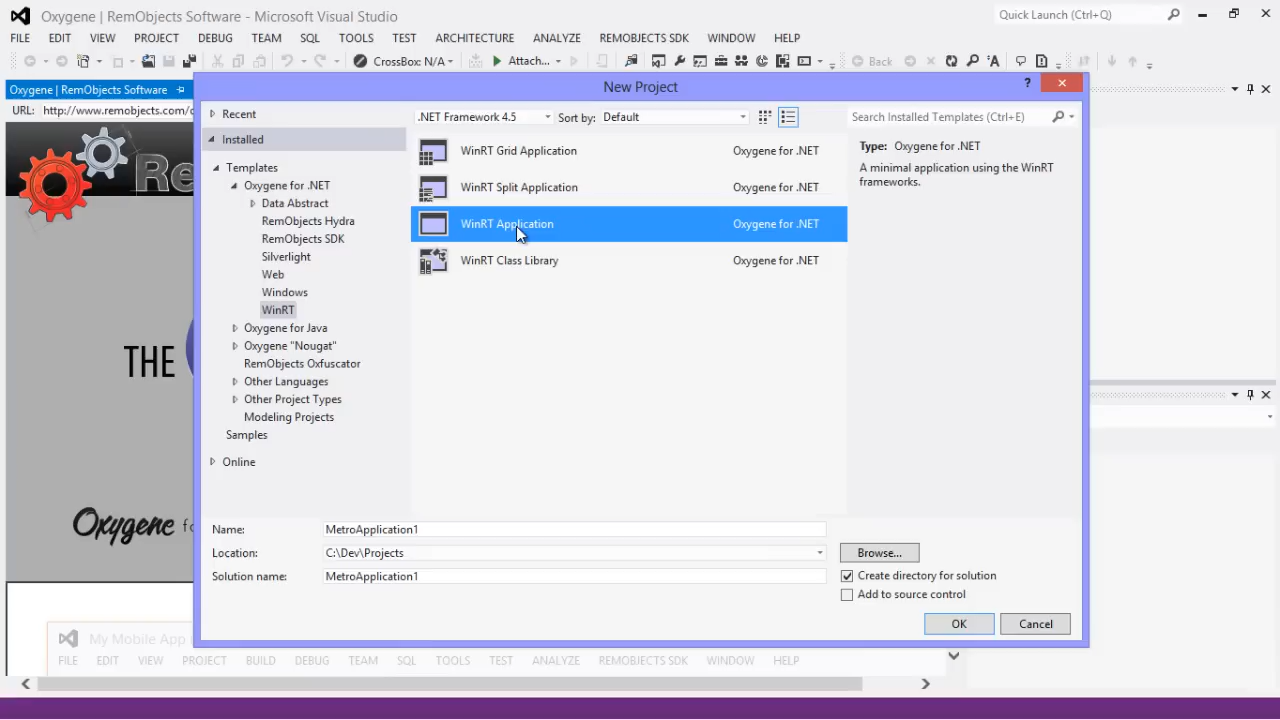 Oxygene | RemObjects Software - Microsoft Visual Studio
Quick Launch (Ctrl+Q)
FILE EDIT VIEW PROJECT DEBUG TEAM SQL TOOLS TEST ARCHITECTURE ANALYZE REMOBJECTS SDK WINDOW HELP
CrossBox: N/A Attach... Back
Oxygene | RemObjects Software
URL: http://www.remobjects.com/
New Project
Recent
.NET Framework 4.5 Sort by: Default
Search Installed Templates (Ctrl+E)
Installed
Templates
Oxygene for .NET
Data Abstract
RemObjects Hydra
RemObjects SDK
Silverlight
Web
Windows
WinRT
Oxygene for Java
Oxygene "Nougat"
RemObjects Oxfuscator
Other Languages
Other Project Types
Modeling Projects
Samples
Online
WinRT Grid Application Oxygene for .NET
WinRT Split Application Oxygene for .NET
WinRT Application Oxygene for .NET
WinRT Class Library Oxygene for .NET
Type: Oxygene for .NET
A minimal application using the WinRT
frameworks.
Name: MetroApplication1
Location: C:\Dev\Projects
Browse...
Solution name: MetroApplication1
Create directory for solution
Add to source control
OK Cancel
Re
THE
Oxygene fo
My Mobile App
FILE EDIT VIEW PROJECT BUILD DEBUG TEAM SQL TOOLS TEST ANALYZE REMOBJECTS SDK WINDOW HELP